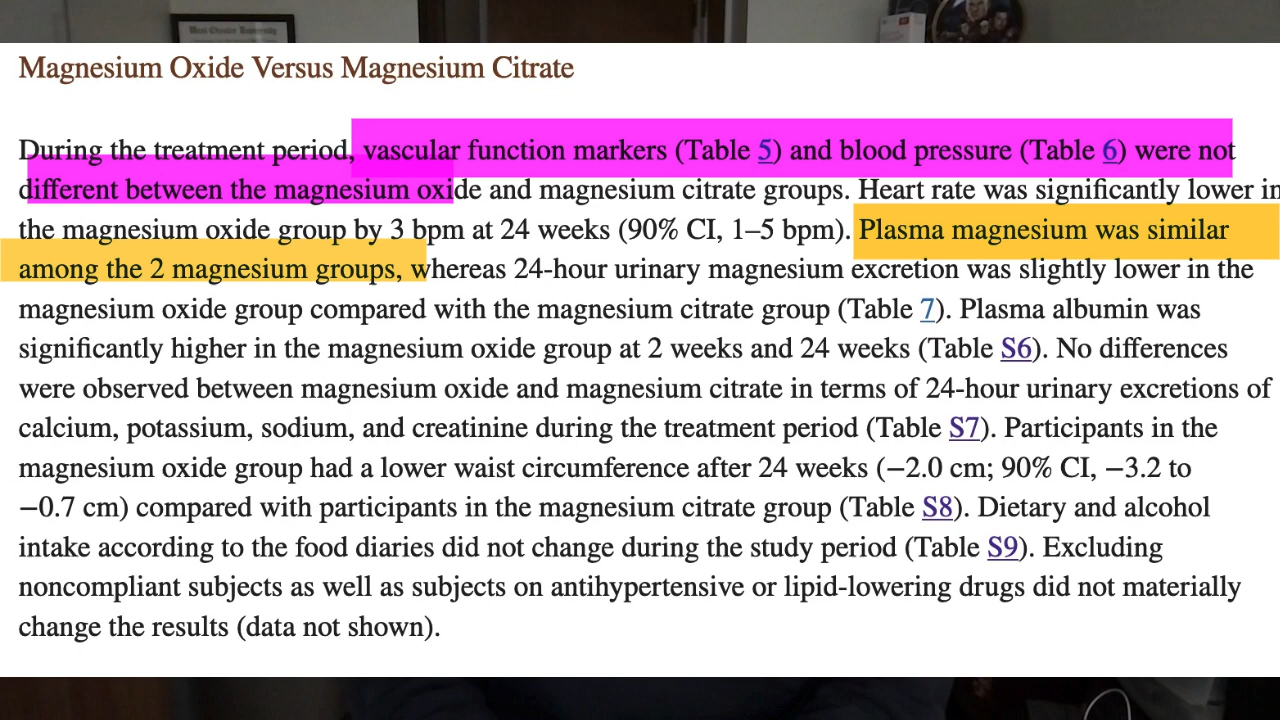 West Chester University
Magnesium Oxide Versus Magnesium Citrate
During the treatment period, vascular function markers (Table 5) and blood pressure (Table 6) were not
different between the magnesium oxide and magnesium citrate groups. Heart rate was significantly lower in
the magnesium oxide group by 3 bpm at 24 weeks (90% CI, 1–5 bpm). Plasma magnesium was similar
among the 2 magnesium groups, whereas 24-hour urinary magnesium excretion was slightly lower in the
magnesium oxide group compared with the magnesium citrate group (Table 7). Plasma albumin was
significantly higher in the magnesium oxide group at 2 weeks and 24 weeks (Table S6). No differences
were observed between magnesium oxide and magnesium citrate in terms of 24-hour urinary excretions of
calcium, potassium, sodium, and creatinine during the treatment period (Table S7). Participants in the
magnesium oxide group had a lower waist circumference after 24 weeks (−2.0 cm; 90% CI, −3.2 to
−0.7 cm) compared with participants in the magnesium citrate group (Table S8). Dietary and alcohol
intake according to the food diaries did not change during the study period (Table S9). Excluding
noncompliant subjects as well as subjects on antihypertensive or lipid-lowering drugs did not materially
change the results (data not shown).